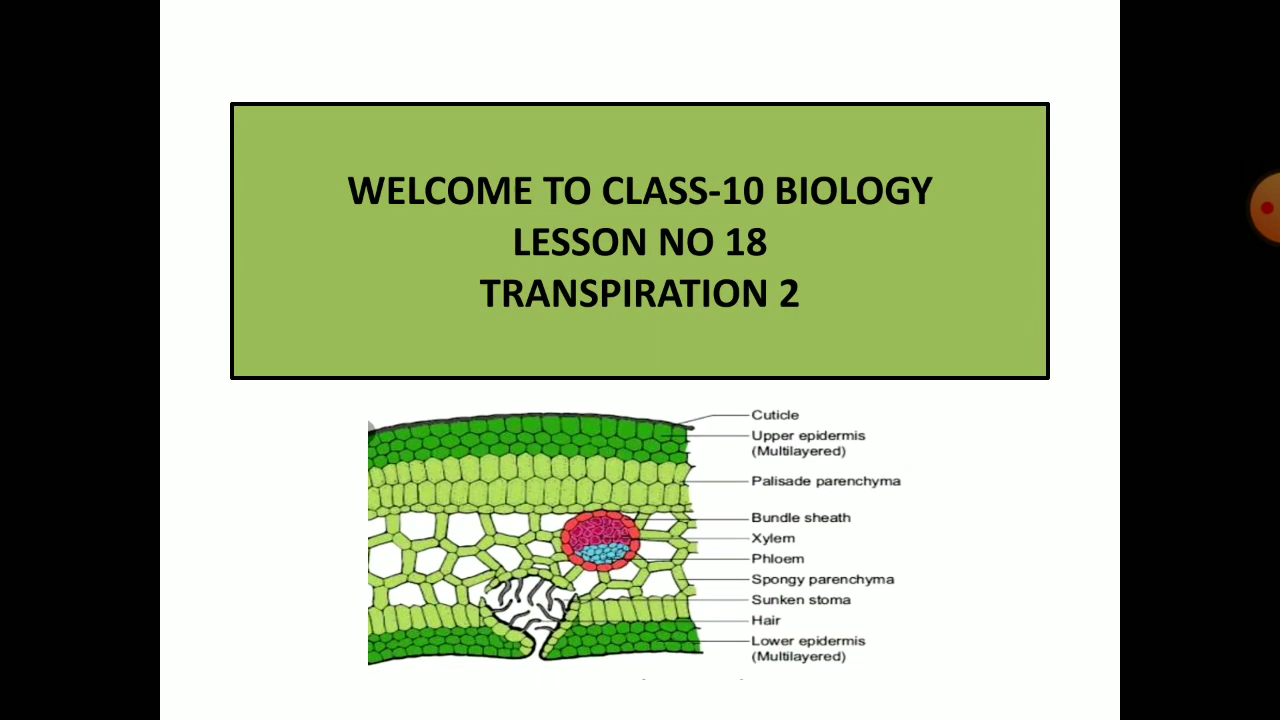 WELCOME TO CLASS-10 BIOLOGY
LESSON NO 18
TRANSPIRATION 2
Cuticle
Upper epidermis
(Multilayered)
Palisade parenchyma
Bundle sheath
Xylem
Phloem
Spongy parenchyma
Sunken stoma
Hair
Lower epidermis
(Multilayered)